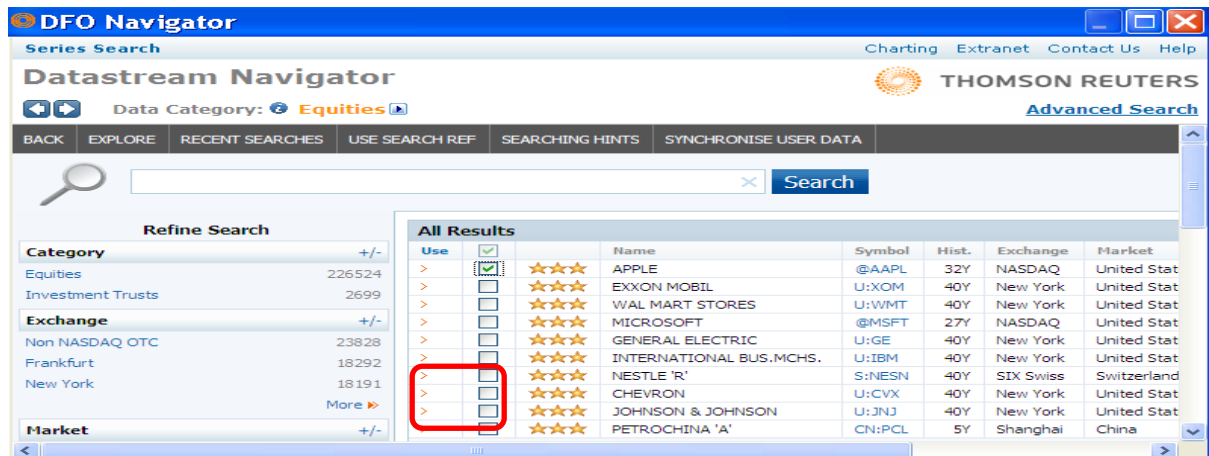 DFO Navigator
Series Search Charting Extranet Contact Us Help
Datastream Navigator THOMSON REUTERS
Data Category: Equities Advanced Search
BACK EXPLORE RECENT SEARCHES USE SEARCH REF SEARCHING HINTS SYNCHRONISE USER DATA
Search
Refine Search
Category +/-
Equities 226524
Investment Trusts 2699
Exchange +/-
Non NASDAQ OTC 23828
Frankfurt 18292
New York 18191
More
Market +/-
All Results
Use Name Symbol Hist. Exchange Market
> APPLE @AAPL 32Y NASDAQ United Stat
> EXXON MOBIL U:XOM 40Y New York United Stat
> WAL MART STORES U:WMT 40Y New York United Stat
> MICROSOFT @MSFT 27Y NASDAQ United Stat
> GENERAL ELECTRIC U:GE 40Y New York United Stat
> INTERNATIONAL BUS.MCHS. U:IBM 40Y New York United Stat
> NESTLE 'R' S:NESN 40Y SIX Swiss Switzerland
> CHEVRON U:CVX 40Y New York United Stat
> JOHNSON & JOHNSON U:JNJ 40Y New York United Stat
PETROCHINA 'A' CN:PCL 5Y Shanghai China